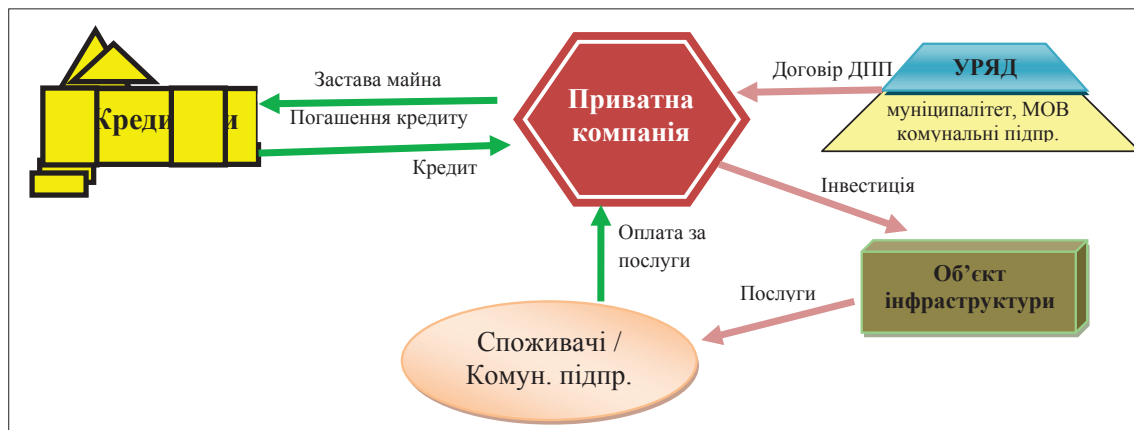 Застава майна
Погашення кредиту
Кредит
Приватна
компанія
Договір ДПП
УРЯД
муніципалітет, МОВ
комунальні підпр.
Інвестиція
Оплата за
послуги
Об’єкт
інфраструктури
Послуги
Споживачі /
Комун. підпр.